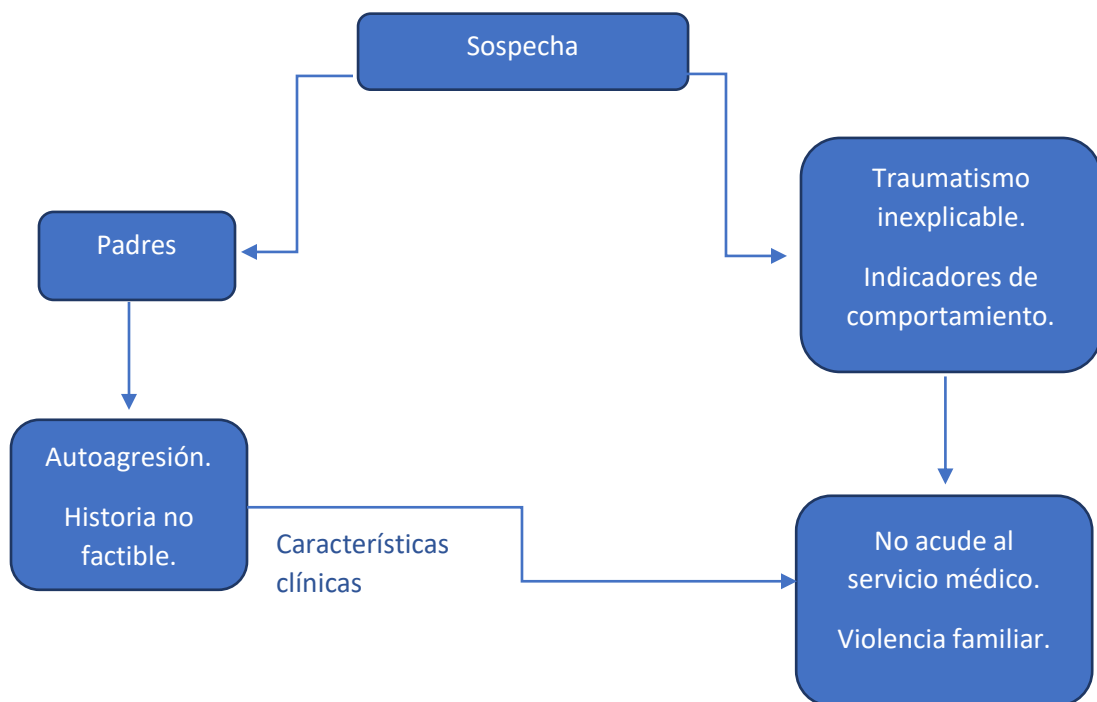 Sospecha
Padres
Traumatismo
inexplicable.
Indicadores de
comportamiento.
Autoagresión.
Historia no
factible.
Características
clínicas
No acude al
servicio médico.
Violencia familiar.